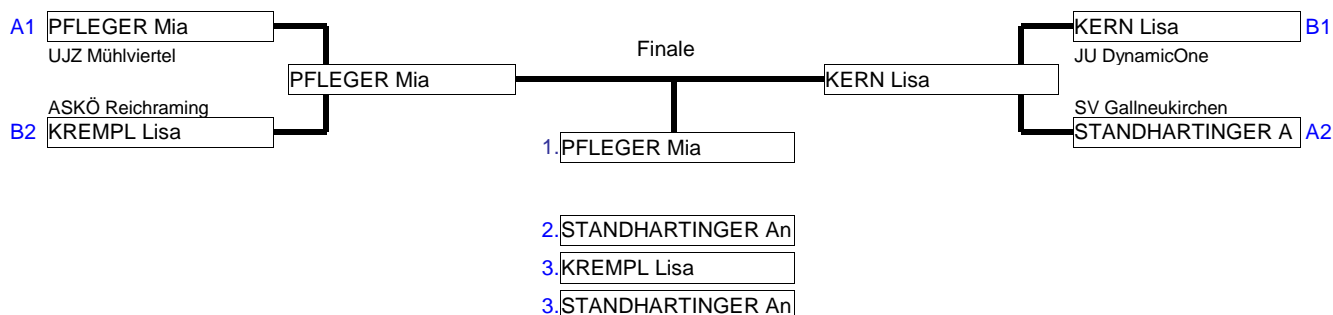 A1 PFLEGER Mia
UJZ Mühlviertel
PFLEGER Mia
ASKÖ Reichraming
B2 KREMPL Lisa
Finale
KERN Lisa B1
JU DynamicOne
KERN Lisa
SV Gallneukirchen
STANDHARTINGER A A2
1. PFLEGER Mia
2. STANDHARTINGER An
3. KREMPL Lisa
3. STANDHARTINGER An